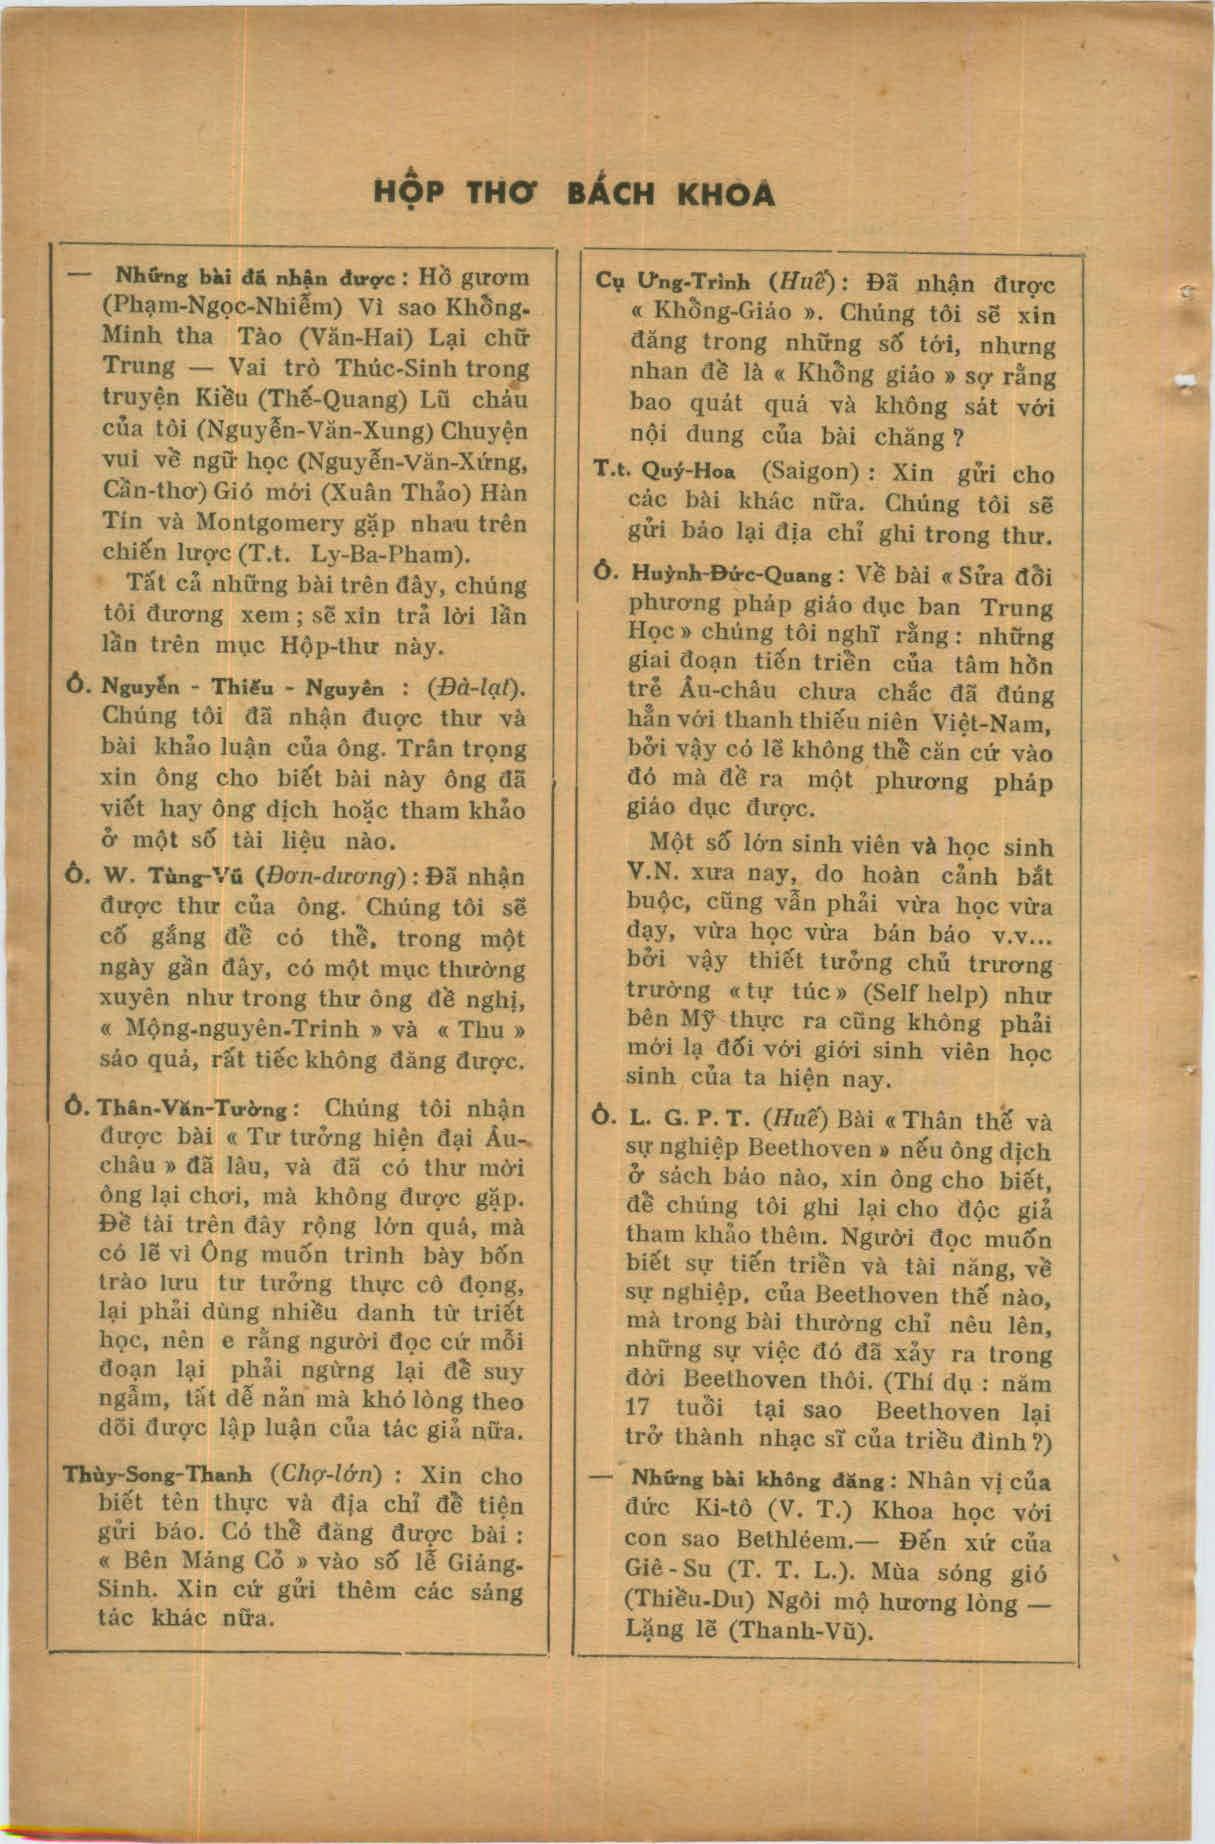 HỘP THƠ BÁCH KHOA
— Những bài đã nhận được : Hồ gươm
(Phạm-Ngọc-Nhiễm) Vì sao Khổng-
Minh tha Tào (Văn-Hai) Lại chữ
Trung — Vai trò Thúc-Sinh trong
truyện Kiều (Thế-Quang) Lũ cháu
của tôi (Nguyễn-Văn-Xung) Chuyện
vui về ngữ học (Nguyễn-Văn-Xứng,
Cần-thơ) Gió mới (Xuân Thảo) Hàn
Tín và Montgomery gặp nhau trên
chiến lược (T.t. Ly-Ba-Pham).
Tất cả những bài trên đây, chúng
tôi đương xem ; sẽ xin trả lời lần
lần trên mục Hộp-thư này.
Ô. Nguyễn - Thiếu - Nguyên : (Đà-lạt).
Chúng tôi đã nhận đuợc thư và
bài khảo luận của ông. Trân trọng
xin ông cho biết bài này ông đã
viết hay ông dịch hoặc tham khảo
ở một số tài liệu nào.
Ô. W. Tùng-Vũ (Đơn-dương) : Đã nhận
được thư của ông. Chúng tôi sẽ
cố gắng để có thể, trong một
ngày gần đây, có một mục thường
xuyên như trong thư ông đề nghị,
« Mộng-nguyên-Trinh » và « Thu »
sáo quá, rất tiếc không đăng được.
Ô. Thân-Văn-Tường : Chúng tôi nhận
được bài « Tư tưởng hiện đại Âu-
châu » đã lâu, và đã có thư mời
ông lại chơi, mà không được gặp.
Đề tài trên đây rộng lớn quá, mà
có lẽ vì Ông muốn trình bày bốn
trào lưu tư tưởng thực cô đọng,
lại phải dùng nhiều danh từ triết
học, nên e rằng người đọc cứ mỗi
đoạn lại phải ngừng lại để suy
ngẫm, tất dễ nản mà khó lòng theo
dõi được lập luận của tác giả nữa.
Thùy-Song-Thanh (Chợ-lớn) : Xin cho
biết tên thực và địa chỉ để tiện
gửi báo. Có thể đăng được bài :
« Bên Máng Cỏ » vào số lễ Giáng-
Sinh. Xin cứ gửi thêm các sáng
tác khác nữa.
Cụ Ưng-Trình (Huế) : Đã nhận được
« Khổng-Giáo ». Chúng tôi sẽ xin
đăng trong những số tới, nhưng
nhan đề là « Khổng giáo » sợ rằng
bao quát quá và không sát với
nội dung của bài chăng ?
T.t. Quý-Hoa (Saigon) : Xin gửi cho
các bài khác nữa. Chúng tôi sẽ
gửi báo lại địa chỉ ghi trong thư.
Ô. Huỳnh-Đức-Quang : Về bài « Sửa đổi
phương pháp giáo dục ban Trung
Học » chúng tôi nghĩ rằng : những
giai đoạn tiến triển của tâm hồn
trẻ Âu-châu chưa chắc đã đúng
hẳn với thanh thiếu niên Việt-Nam,
bởi vậy có lẽ không thể căn cứ vào
đó mà đề ra một phương pháp
giáo dục được.
Một số lớn sinh viên và học sinh
V.N. xưa nay, do hoàn cảnh bắt
buộc, cũng vẫn phải vừa học vừa
dạy, vừa học vừa bán báo v.v...
bởi vậy thiết tưởng chủ trương
trường « tự túc » (Self help) như
bên Mỹ thực ra cũng không phải
mới lạ đối với giới sinh viên học
sinh của ta hiện nay.
Ô. L. G. P. T. (Huế) Bài « Thân thế và
sự nghiệp Beethoven » nếu ông dịch
ở sách báo nào, xin ông cho biết,
để chúng tôi ghi lại cho độc giả
tham khảo thêm. Người đọc muốn
biết sự tiến triển và tài năng, về
sự nghiệp, của Beethoven thế nào,
mà trong bài thường chỉ nêu lên,
những sự việc đó đã xảy ra trong
đời Beethoven thôi. (Thí dụ : năm
17 tuổi tại sao Beethoven lại
trở thành nhạc sĩ của triều đình ?)
— Những bài không đăng : Nhân vị của
đức Ki-tô (V. T.) Khoa học với
con sao Bethléem.— Đến xứ của
Giê - Su (T. T. L.). Mùa sóng gió
(Thiều-Du) Ngôi mộ hương lòng —
Lặng lẽ (Thanh-Vũ).